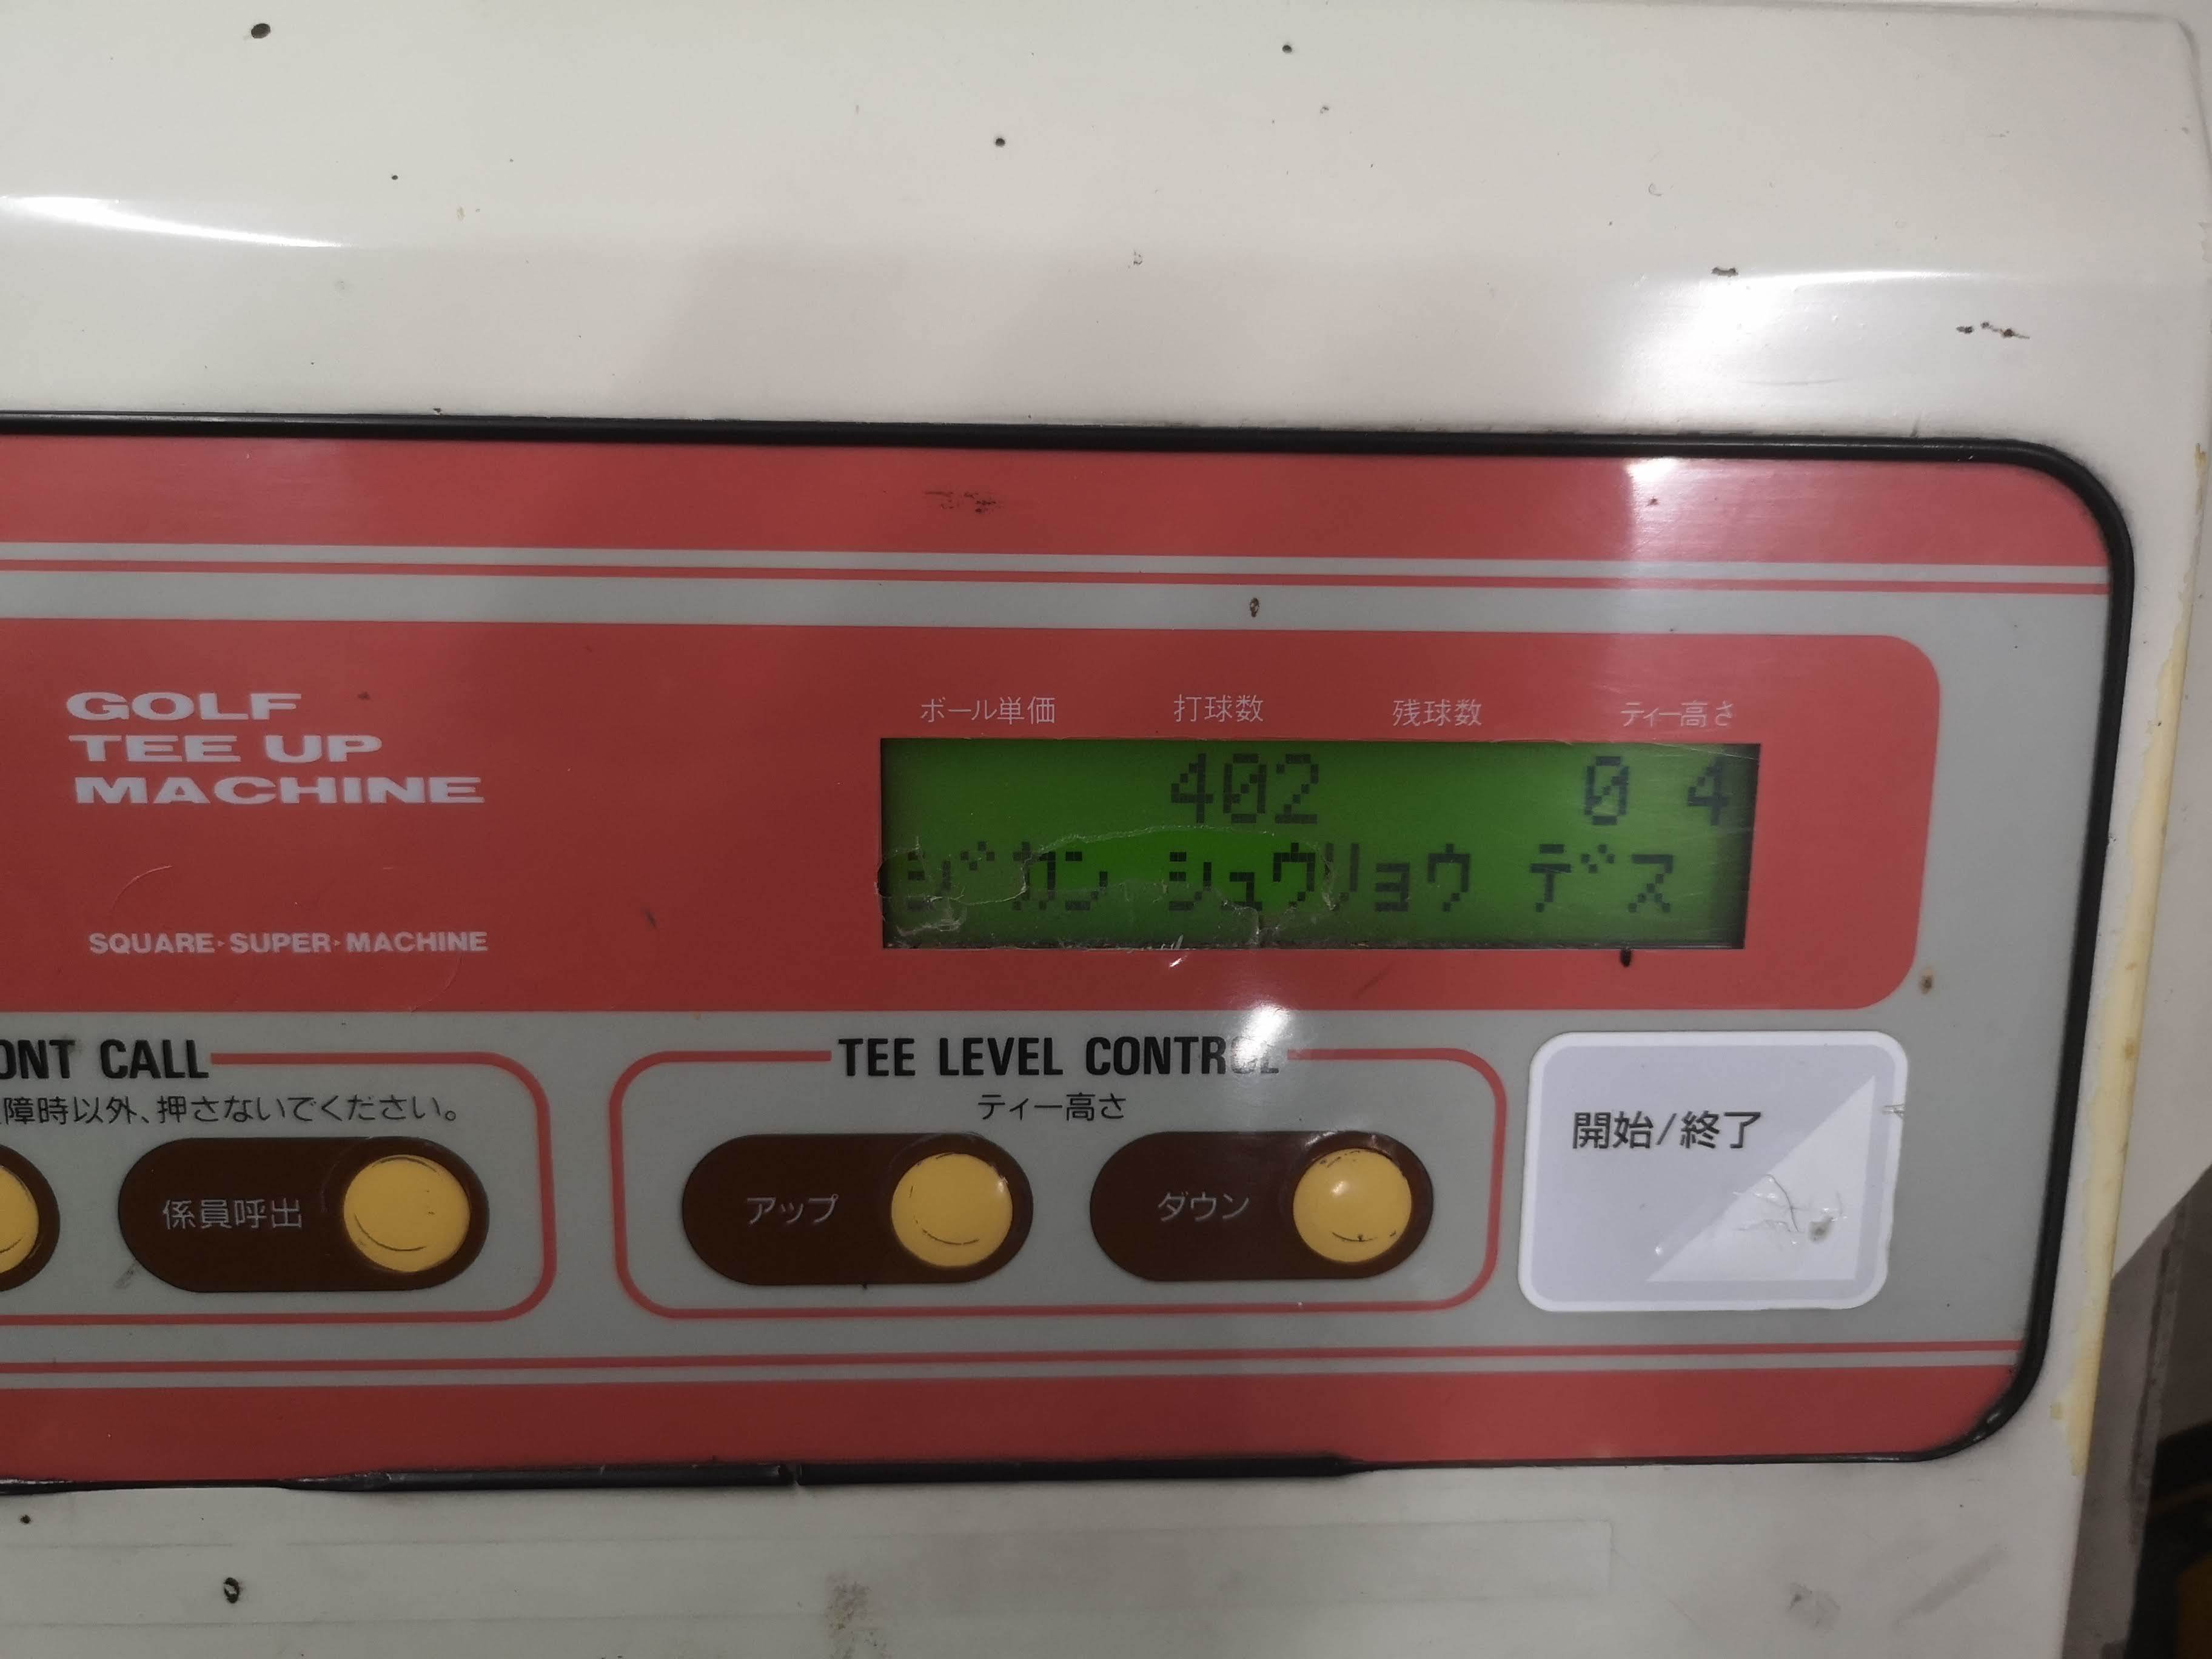 GOLF
TEE UP
MACHINE
SQUARE・SUPER・MACHINE
ボール単価 打球数 残球数 ティー高さ
402 0 4
ジカン シュウリョウ デス
ONT CALL
障時以外、押さないでください。
係員呼出
TEE LEVEL CONTROL
ティー高さ
アップ
ダウン
開始/終了